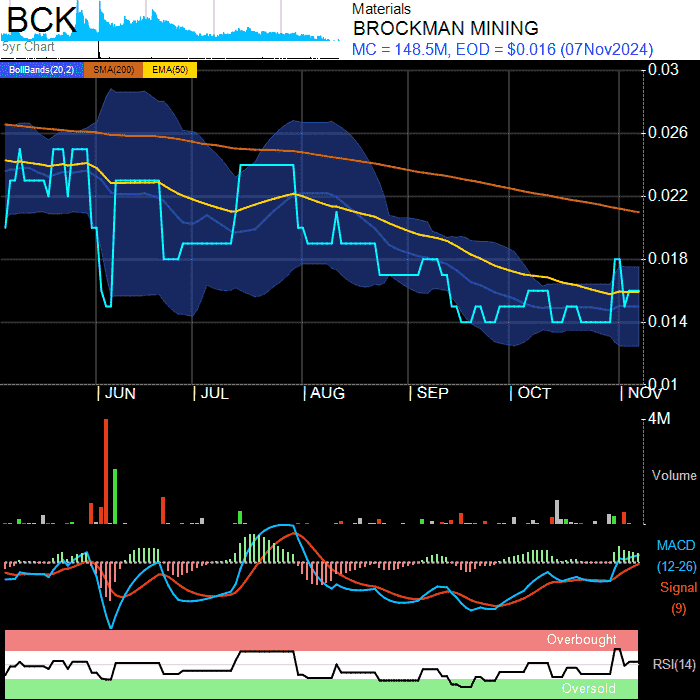 BCK
5yr Chart
Materials
BROCKMAN MINING
MC = 148.5M, EOD = $0.016 (07Nov2024)
BollBands(20,2) SMA(200) EMA(50)
0.03
0.026
0.022
0.018
0.014
0.01
JUN JUL AUG SEP OCT NOV
4M
Volume
MACD
(12-26)
Signal
(9)
Overbought
RSI(14)
Oversold